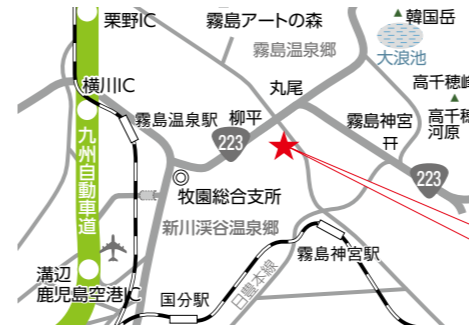 栗野IC
霧島アートの森
韓国岳
霧島温泉郷
大浪池
横川IC
丸尾
高千穂峰
霧島温泉駅
柳平
霧島神宮
高千穂
河原
223
223
九州自動車道
牧園総合支所
新川渓谷温泉郷
霧島神宮駅
溝辺
鹿児島空港IC
国分駅
日豊本線